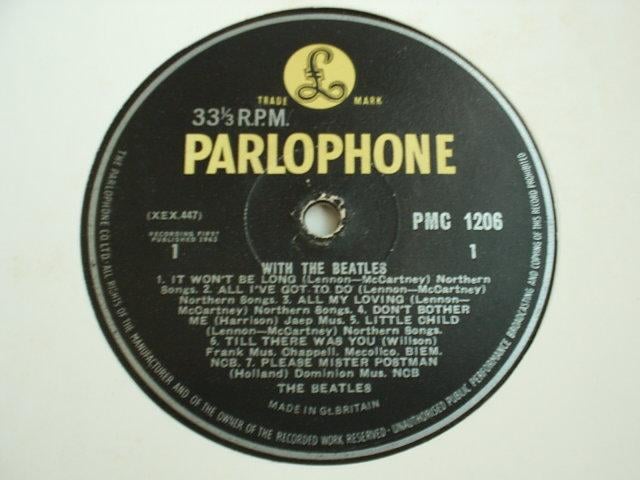 £
TRADE MARK
33⅓ R.P.M.
PARLOPHONE
(XEX.447)
PMC 1206
RECORDING FIRST
PUBLISHED 1963
1
1
WITH THE BEATLES
1. IT WON'T BE LONG (Lennon—McCartney) Northern
Songs. 2. ALL I'VE GOT TO DO (Lennon—McCartney)
Northern Songs. 3. ALL MY LOVING (Lennon—
McCartney) Northern Songs. 4. DON'T BOTHER
ME (Harrison) Jaep Mus. 5. LITTLE CHILD
(Lennon—McCartney) Northern Songs.
6. TILL THERE WAS YOU (Willson)
Frank Mus. Chappell. Mecolico. BIEM.
NCB. 7. PLEASE MISTER POSTMAN
(Holland) Dominion Mus. NCB
THE BEATLES
MADE IN Gt. BRITAIN
THE PARLOPHONE CO. LTD. ALL RIGHTS OF THE MANUFACTURER AND OF THE OWNER OF THE RECORDED WORK RESERVED · UNAUTHORISED PUBLIC PERFORMANCE BROADCASTING AND COPYING OF THIS RECORD PROHIBITED